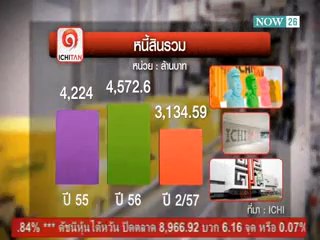 NOW 26
ICHITAN
หนี้สินรวม
หน่วย : ล้านบาท
4,224
4,572.6
3,134.59
ICHI
ปี 55
ปี 56
ปี 2/57
ที่มา : ICHI
.84% *** ดัชนีหุ้นไต้หวัน ปิดตลาด 8,966.92 บวก 6.16 จุด หรือ 0.07%